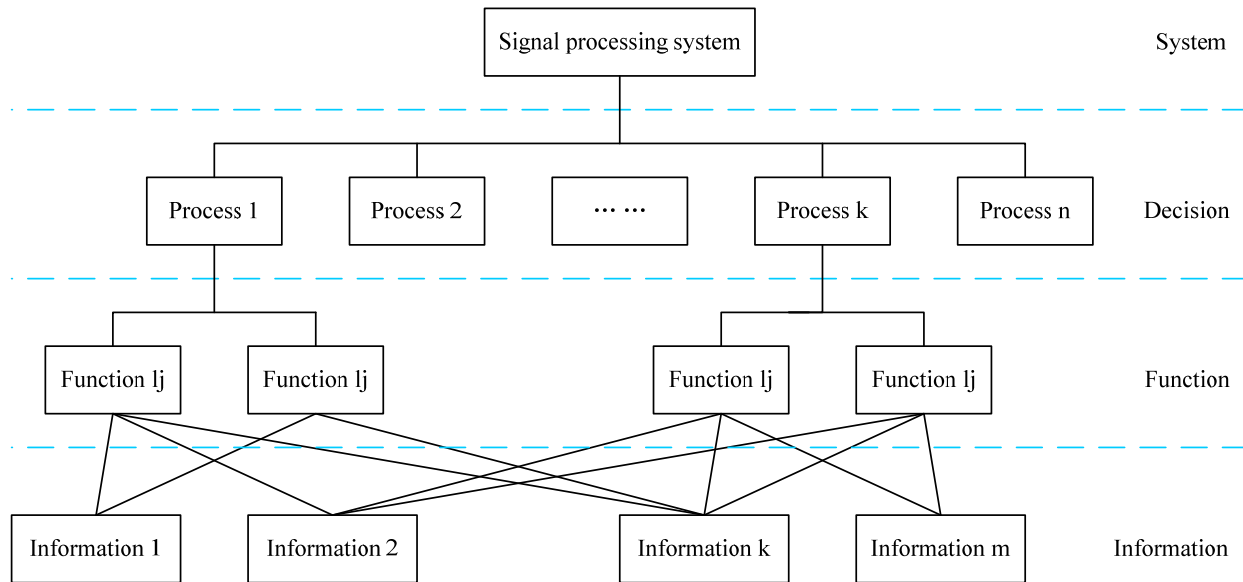 Signal processing system
System
Process 1
Process 2
... ...
Process k
Process n
Decision
Function lj
Function lj
Function lj
Function lj
Function
Information 1
Information 2
Information k
Information m
Information